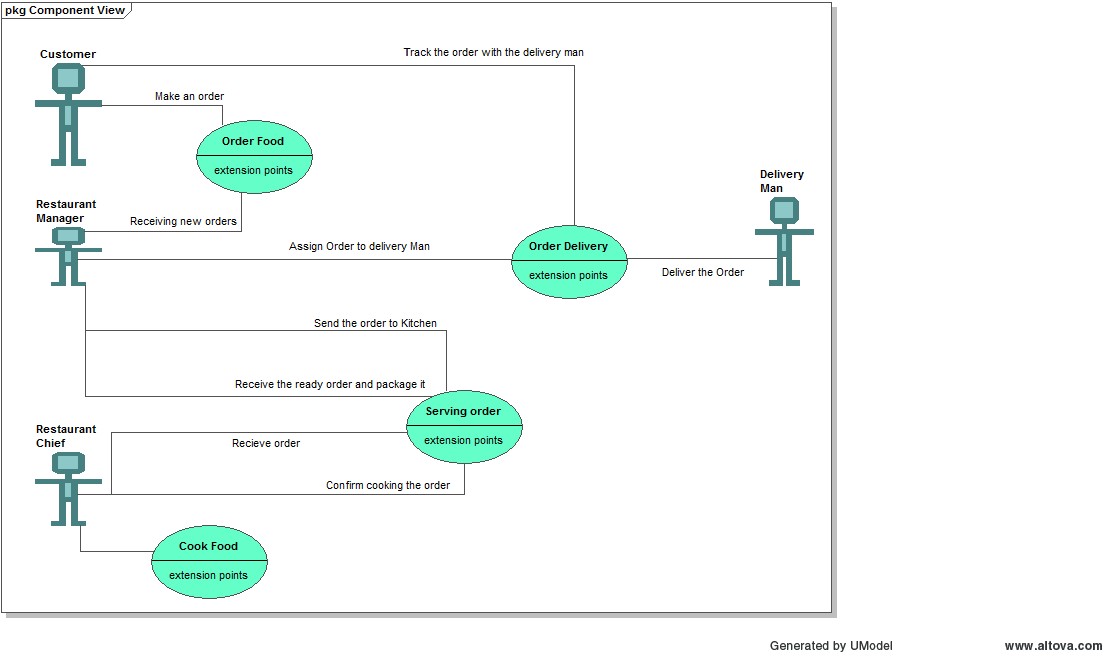 pkg Component View
Customer
Track the order with the delivery man
Make an order
Order Food
extension points
Delivery
Man
Restaurant
Manager
Receiving new orders
Assign Order to delivery Man
Order Delivery
extension points
Deliver the Order
Send the order to Kitchen
Receive the ready order and package it
Serving order
extension points
Restaurant
Chief
Recieve order
Confirm cooking the order
Cook Food
extension points
Generated by UModel
www.altova.com